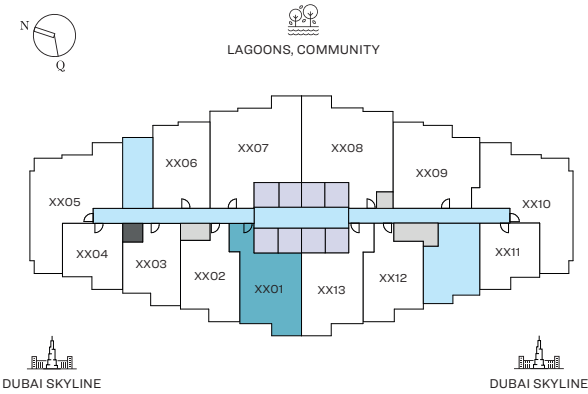 N
Q
LAGOONS, COMMUNITY
XX06
XX07
XX08
XX09
XX05
XX10
XX04
XX03
XX02
XX01
XX13
XX12
XX11
DUBAI SKYLINE
DUBAI SKYLINE